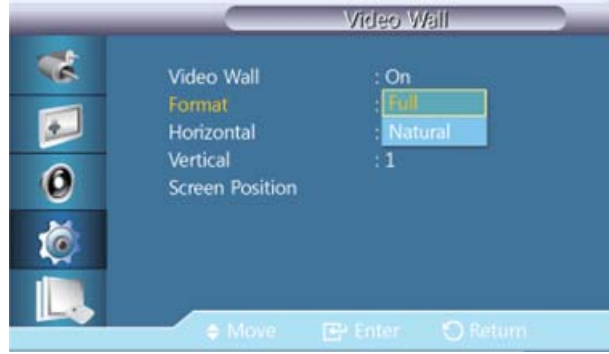 Video Wall
Video Wall : On
Format : Full
Horizontal : Natural
Vertical : 1
Screen Position
Move Enter Return